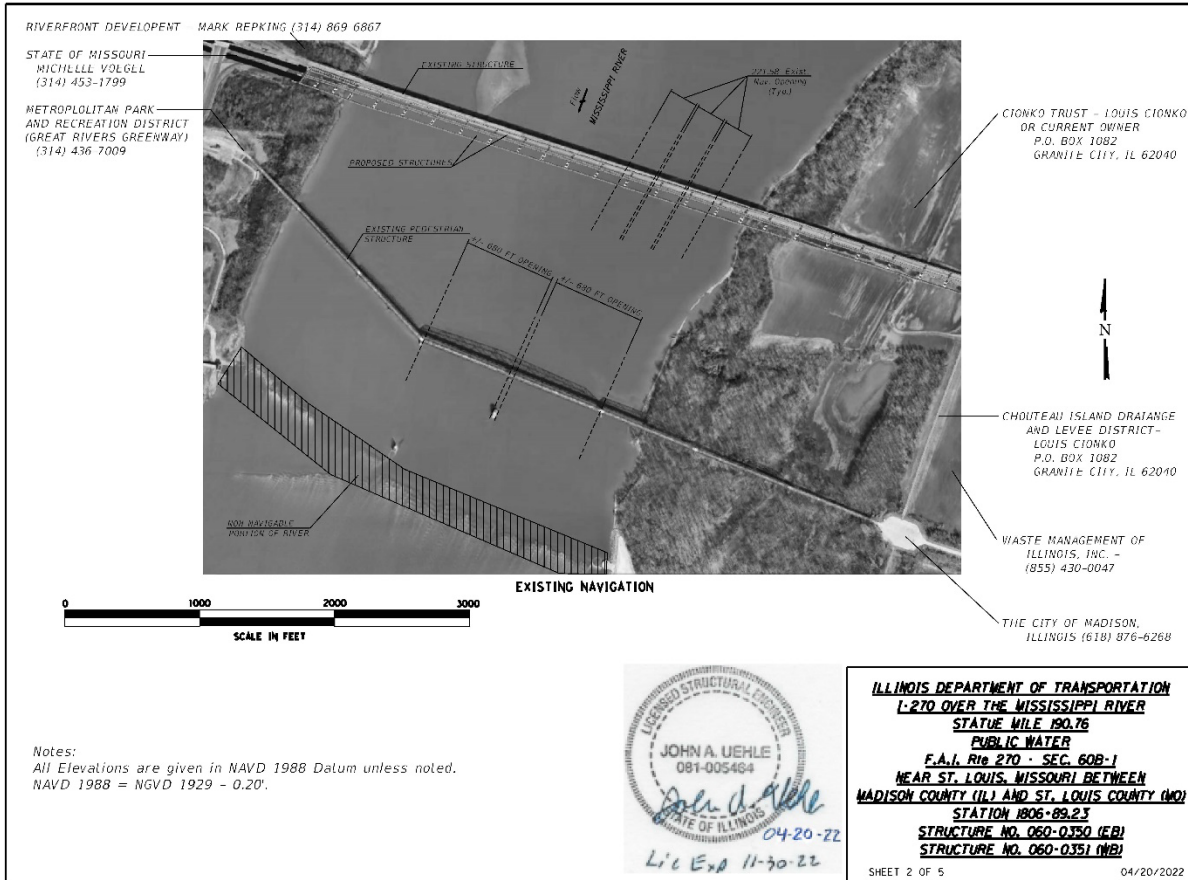 RIVERFRONT DEVELOPENT - MARK REPKING (314) 869-6867
STATE OF MISSOURI
MICHELLE VOEGEL
(314) 453-1799
METROPLOLITAN PARK
AND RECREATION DISTRICT
(GREAT RIVERS GREENWAY)
(314) 436-7009
EXISTING STRUCTURE
Flow
MISSISSIPPI RIVER
Exist.
Nav. Opening
(Typ.)
PROPOSED STRUCTURES
EXISTING PEDESTRIAN
STRUCTURE
+/- 680 FT OPENING
+/- 680 FT OPENING
NON NAVIGABLE
PORTION OF RIVER
CIONKO TRUST - LOUIS CIONKO
OR CURRENT OWNER
P.O. BOX 1082
GRANITE CITY, IL 62040
N
CHOUTEAU ISLAND DRAIANGE
AND LEVEE DISTRICT-
LOUIS CIONKO
P.O. BOX 1082
GRANITE CITY, IL 62040
WASTE MANAGEMENT OF
ILLINOIS, INC. -
(855) 430-0047
THE CITY OF MADISON,
ILLINOIS (618) 876-6268
EXISTING NAVIGATION
0 1000 2000 3000
SCALE IN FEET
Notes:
All Elevations are given in NAVD 1988 Datum unless noted.
NAVD 1988 = NGVD 1929 - 0.20'.
LICENSED STRUCTURAL ENGINEER
JOHN A. UEHLE
081-005464
John A. Uehle
STATE OF ILLINOIS
04-20-22
Lic Exp 11-30-22
ILLINOIS DEPARTMENT OF TRANSPORTATION
I-270 OVER THE MISSISSIPPI RIVER
STATUE MILE 190.76
PUBLIC WATER
F.A.I. Rte 270 - SEC. 60B-1
NEAR ST. LOUIS, MISSOURI BETWEEN
MADISON COUNTY (IL) AND ST. LOUIS COUNTY (MO)
STATION 1806+89.23
STRUCTURE NO. 060-0350 (EB)
STRUCTURE NO. 060-0351 (WB)
SHEET 2 OF 5 04/20/2022